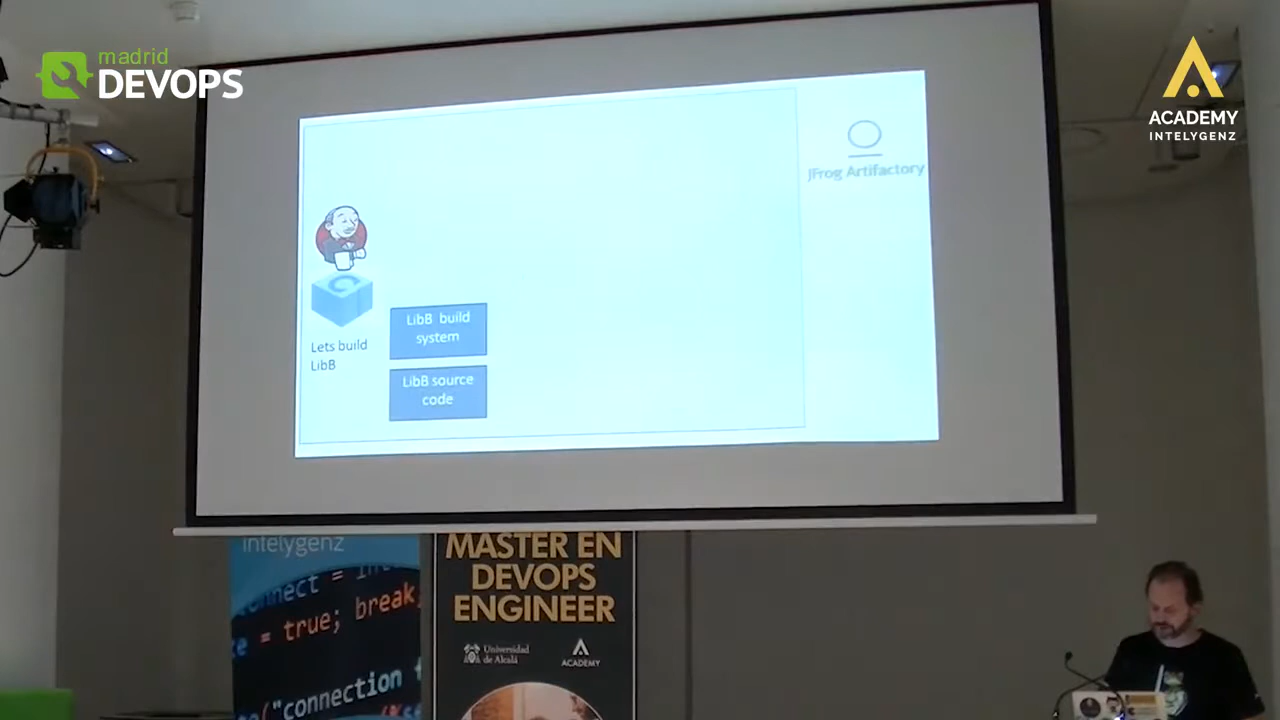 madrid
DEVOPS
ACADEMY
INTELYGENZ
JFrog Artifactory
LibB build
system
Lets build
LibB
LibB source
code
intelygenz
= true; break
("connection
MASTER EN
DEVOPS
ENGINEER
Universidad
de Alcalá
ACADEMY